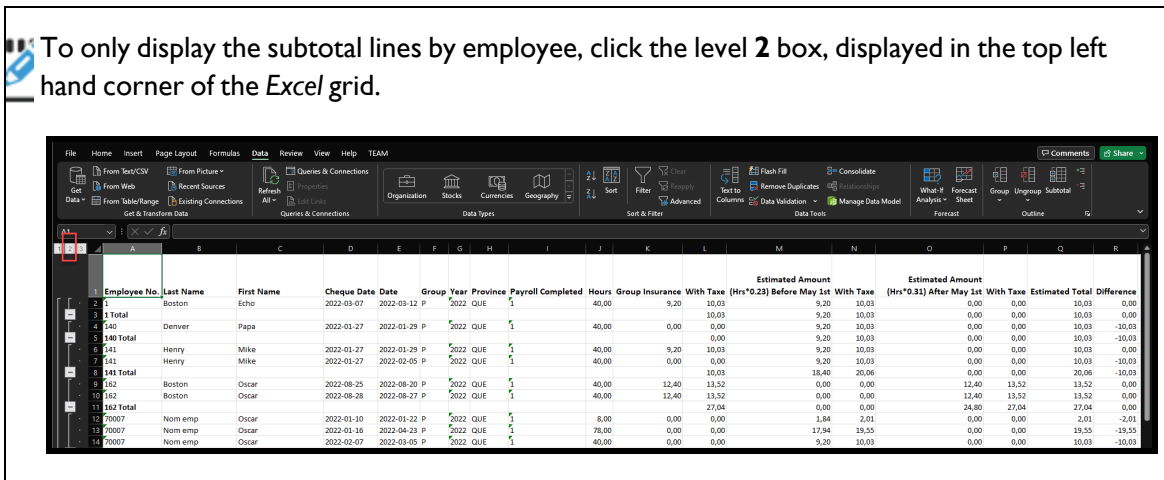 To only display the subtotal lines by employee, click the level 2 box, displayed in the top left
hand corner of the Excel grid.
File Home Insert Page Layout Formulas Data Review View Help TEAM Comments Share
From Text/CSV From Picture Queries & Connections Clear Flash Fill Consolidate
Get Data From Web Recent Sources Refresh All Properties Organization Stocks Currencies Geography Sort Filter Reapply Text to Columns Remove Duplicates Relationships What-If Analysis Forecast Sheet Group Ungroup Subtotal
From Table/Range Existing Connections Edit Links Advanced Data Validation Manage Data Model
Get & Transform Data Queries & Connections Data Types Sort & Filter Data Tools Forecast Outline
A1 fx
1 2 3 A B C D E F G H I J K L M N O P Q R
Estimated Amount Estimated Amount
1 Employee No. Last Name First Name Cheque Date Date Group Year Province Payroll Completed Hours Group Insurance With Taxe (Hrs*0.23) Before May 1st With Taxe (Hrs*0.31) After May 1st With Taxe Estimated Total Difference
2 1 Boston Echo 2022-03-07 2022-03-12 P 2022 QUE 1 40,00 9,20 10,03 9,20 10,03 0,00 0,00 10,03 0,00
3 1 Total 10,03 9,20 10,03 0,00 0,00 10,03 0,00
4 140 Denver Papa 2022-01-27 2022-01-29 P 2022 QUE 1 40,00 0,00 0,00 9,20 10,03 0,00 0,00 10,03 -10,03
5 140 Total 0,00 9,20 10,03 0,00 0,00 10,03 -10,03
6 141 Henry Mike 2022-01-27 2022-01-29 P 2022 QUE 1 40,00 9,20 10,03 9,20 10,03 0,00 0,00 10,03 0,00
7 141 Henry Mike 2022-01-27 2022-02-05 P 2022 QUE 1 40,00 0,00 0,00 9,20 10,03 0,00 0,00 10,03 -10,03
8 141 Total 10,03 18,40 20,06 0,00 0,00 20,06 -10,03
9 162 Boston Oscar 2022-08-25 2022-08-20 P 2022 QUE 1 40,00 12,40 13,52 0,00 0,00 12,40 13,52 13,52 0,00
10 162 Boston Oscar 2022-08-28 2022-08-27 P 2022 QUE 1 40,00 12,40 13,52 0,00 0,00 12,40 13,52 13,52 0,00
11 162 Total 27,04 0,00 0,00 24,80 27,04 27,04 0,00
12 70007 Nom emp Oscar 2022-01-10 2022-01-22 P 2022 QUE 1 8,00 0,00 0,00 1,84 2,01 0,00 0,00 2,01 -2,01
13 70007 Nom emp Oscar 2022-01-16 2022-04-23 P 2022 QUE 1 78,00 0,00 0,00 17,94 19,55 0,00 0,00 19,55 -19,55
14 70007 Nom emp Oscar 2022-02-07 2022-03-05 P 2022 QUE 1 40,00 0,00 0,00 9,20 10,03 0,00 0,00 10,03 -10,03